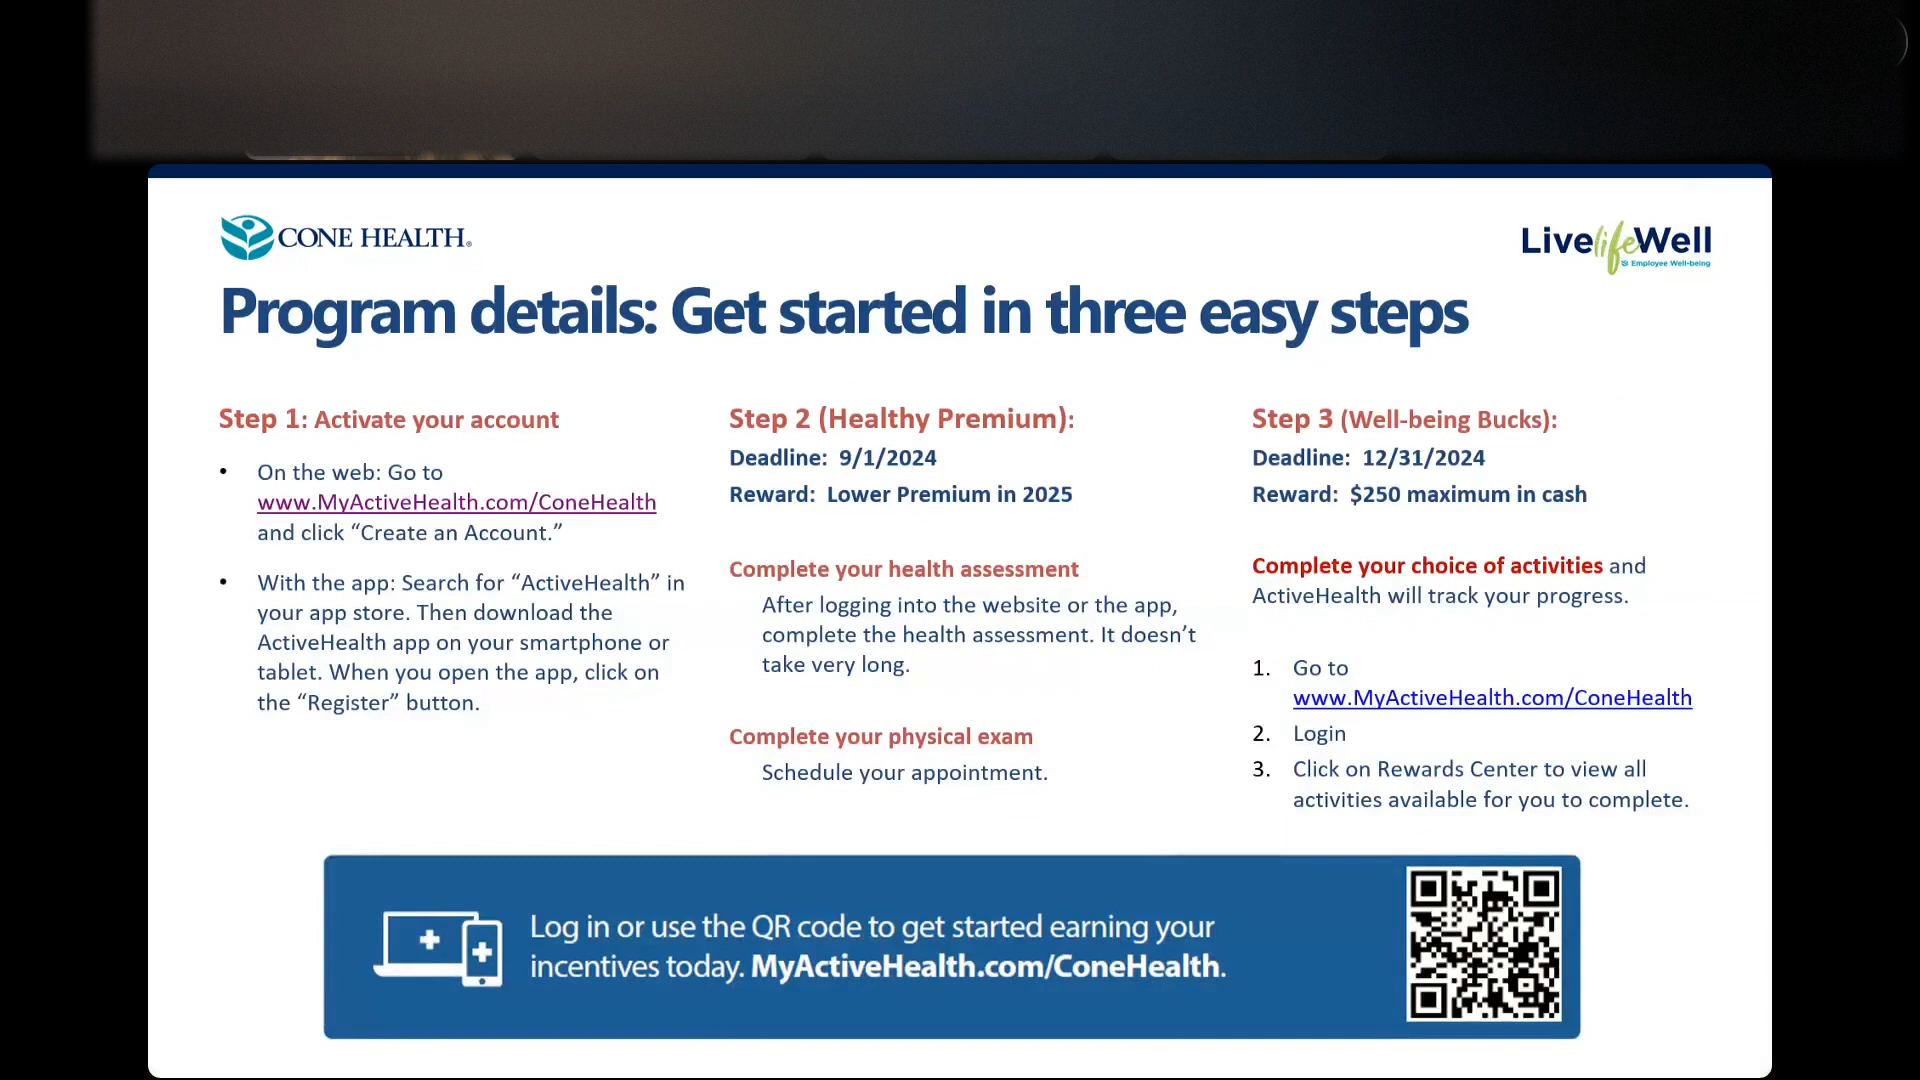 CONE HEALTH®
LivelifeWell
Employee Well-being
Program details: Get started in three easy steps
Step 1: Activate your account
• On the web: Go to
www.MyActiveHealth.com/ConeHealth
and click “Create an Account.”
• With the app: Search for “ActiveHealth” in
your app store. Then download the
ActiveHealth app on your smartphone or
tablet. When you open the app, click on
the “Register” button.
Step 2 (Healthy Premium):
Deadline: 9/1/2024
Reward: Lower Premium in 2025
Complete your health assessment
After logging into the website or the app,
complete the health assessment. It doesn’t
take very long.
Complete your physical exam
Schedule your appointment.
Step 3 (Well-being Bucks):
Deadline: 12/31/2024
Reward: $250 maximum in cash
Complete your choice of activities and
ActiveHealth will track your progress.
1. Go to
www.MyActiveHealth.com/ConeHealth
2. Login
3. Click on Rewards Center to view all
activities available for you to complete.
Log in or use the QR code to get started earning your
incentives today. MyActiveHealth.com/ConeHealth.